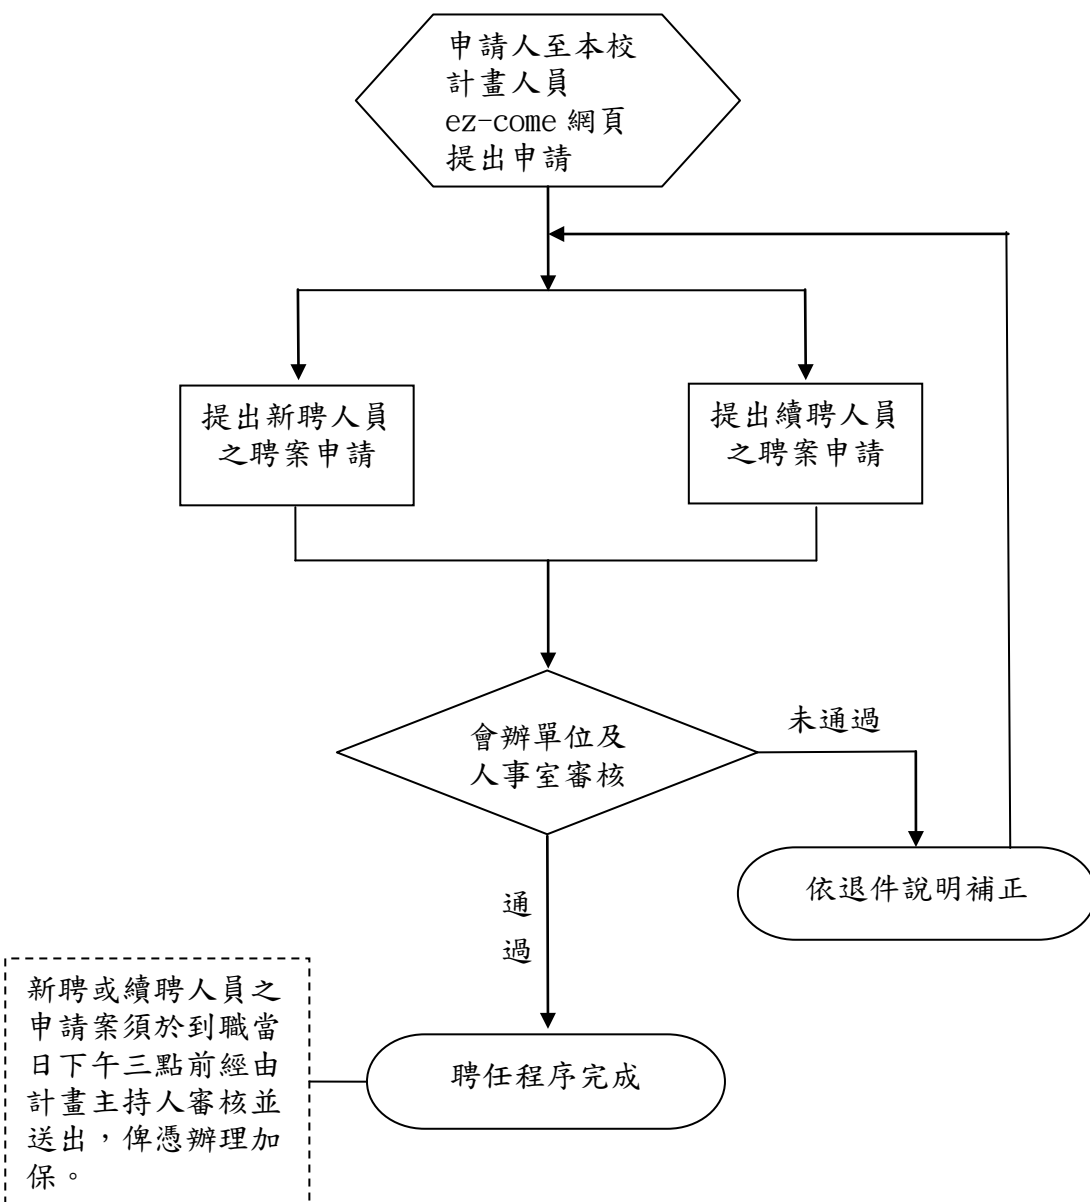 申請人至本校
計畫人員
ez-come 網頁
提出申請
提出新聘人員
之聘案申請
提出續聘人員
之聘案申請
會辦單位及
人事室審核
未通過
依退件說明補正
通
過
新聘或續聘人員之
申請案須於到職當
日下午三點前經由
計畫主持人審核並
送出，俾憑辦理加
保。
聘任程序完成